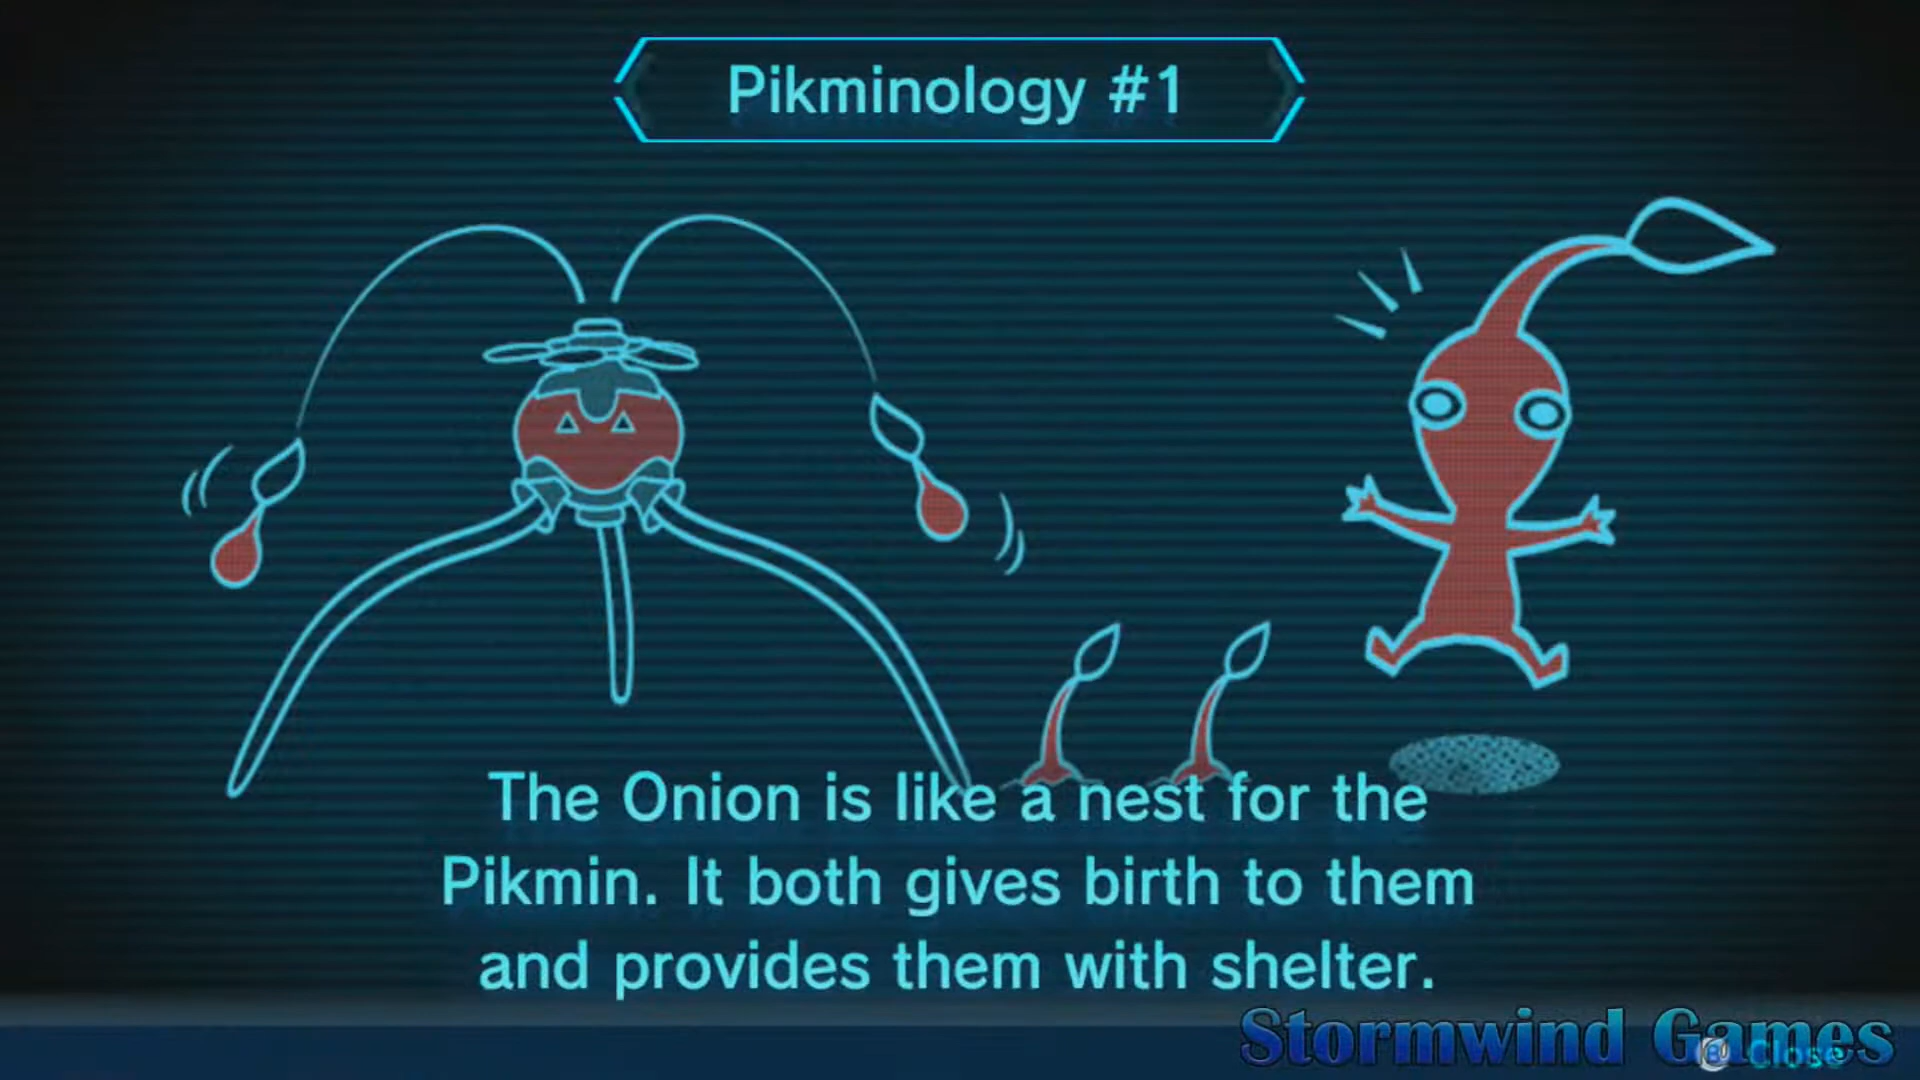 Pikminology #1
The Onion is like a nest for the
Pikmin. It both gives birth to them
and provides them with shelter.
Stormwind Games
B Close